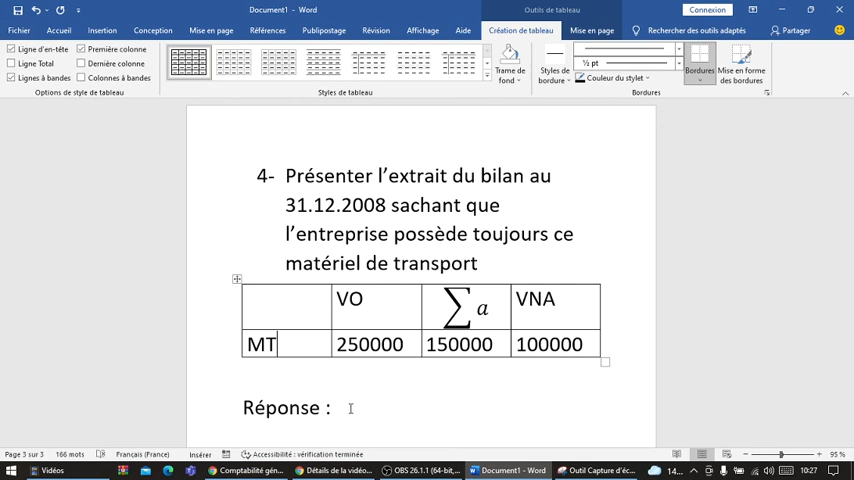 Document1 - Word
Outils de tableau
Connexion
Fichier Accueil Insertion Conception Mise en page Références Publipostage Révision Affichage Aide Création de tableau Mise en page Rechercher des outils adaptés Partager
Ligne d'en-tête Première colonne
Ligne Total Dernière colonne
Lignes à bandes Colonnes à bandes
Trame de fond
Styles de bordure
½ pt
Couleur du stylet
Bordures
Mise en forme des bordures
Options de style de tableau Styles de tableau Bordures
4- Présenter l'extrait du bilan au
31.12.2008 sachant que
l'entreprise possède toujours ce
matériel de transport
VO ∑ a VNA
MT 250000 150000 100000
Réponse :
Page 3 sur 3 166 mots Français (France) Insérer Accessibilité : vérification terminée 95 %
Vidéos Comptabilité gén... Détails de la vidéo... OBS 26.1.1 (64-bit,... Document1 - Word Outil Capture d'éc... 14... 10:27